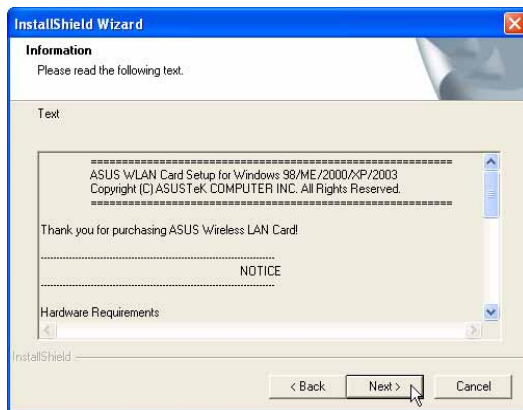 InstallShield Wizard
Information
Please read the following text.
Text
==========================================================
ASUS WLAN Card Setup for Windows 98/ME/2000/XP/2003
Copyright (C) ASUSTeK COMPUTER INC. All Rights Reserved.
==========================================================
Thank you for purchasing ASUS Wireless LAN Card!
----------------------------------------------------------
NOTICE
----------------------------------------------------------
Hardware Requirements
InstallShield
< Back
Next >
Cancel